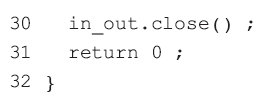 30   in_out.close() ;
31   return 0 ;
32 }